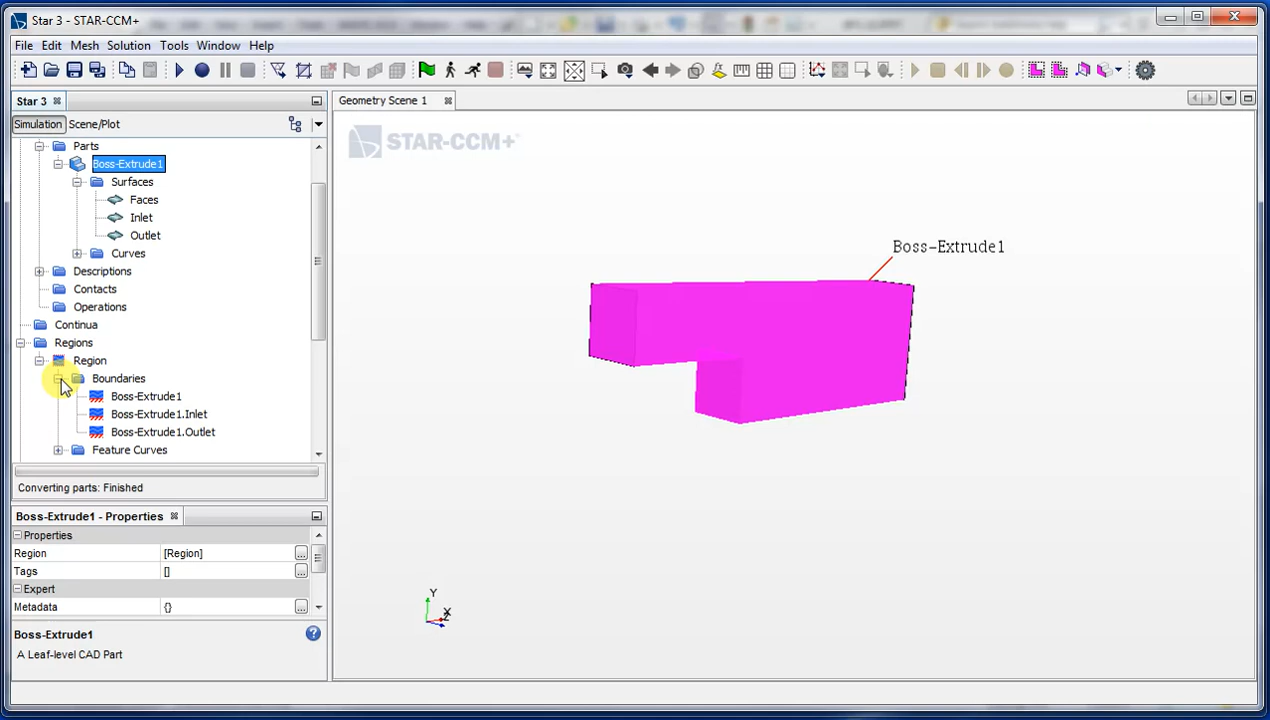 Star 3 - STAR-CCM+
File Edit Mesh Solution Tools Window Help
Star 3
Geometry Scene 1
Simulation Scene/Plot
STAR-CCM+
Parts
Boss-Extrude1
Surfaces
Faces
Inlet
Outlet
Curves
Descriptions
Contacts
Operations
Continua
Regions
Region
Boundaries
Boss-Extrude1
Boss-Extrude1.Inlet
Boss-Extrude1.Outlet
Feature Curves
Boss-Extrude1
Converting parts: Finished
Boss-Extrude1 - Properties
Properties
Region [Region] ...
Tags [] ...
Expert
Metadata {} ...
Boss-Extrude1
A Leaf-level CAD Part
Y
X
Z